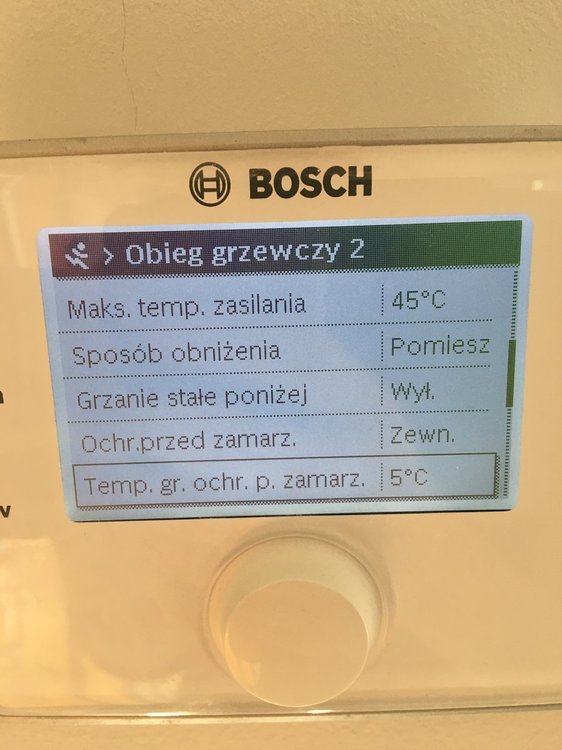 BOSCH
> Obieg grzewczy 2
Maks. temp. zasilania 45°C
Sposób obniżenia Pomiesz
Grzanie stałe poniżej Wył.
Ochr.przed zamarz. Zewn.
Temp. gr. ochr. p. zamarz. 5°C